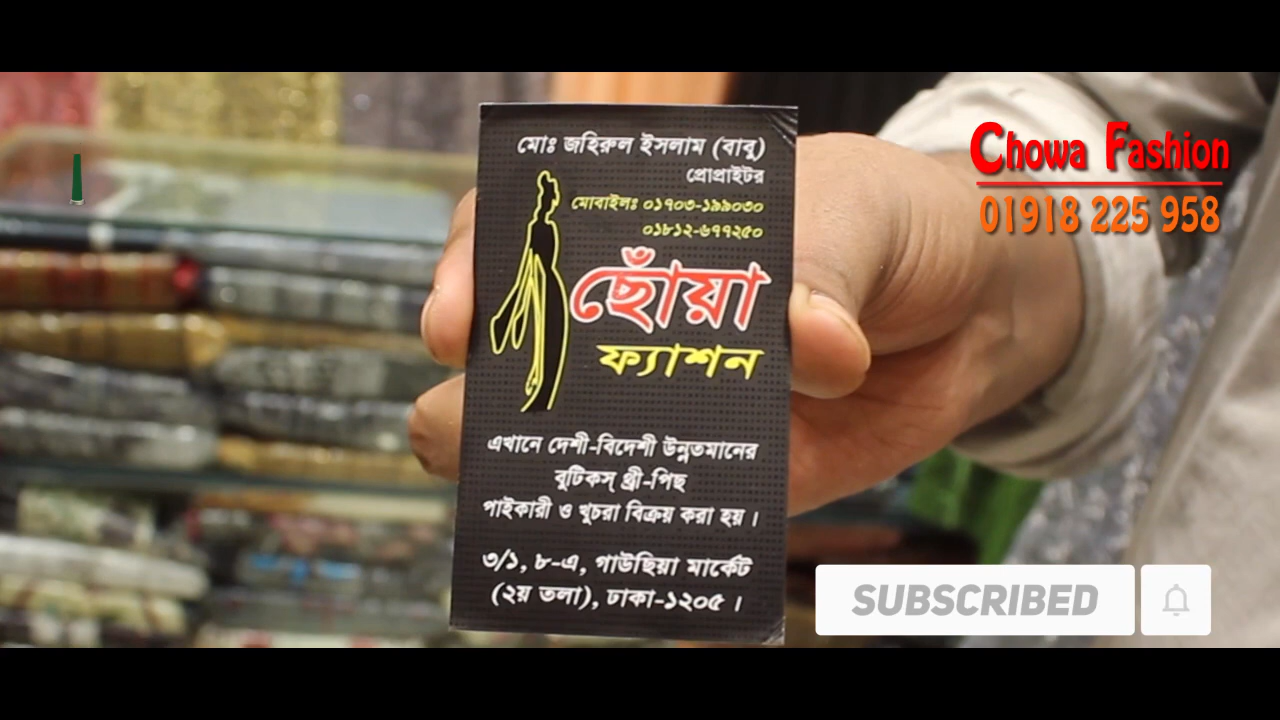 মোঃ জহিরুল ইসলাম (বাবু)
প্রোপ্রাইটর
মোবাইলঃ ০১৭০৩-১৯৯০৩০
০১৮১২-৬৭৭২৫০
ছোঁয়া
ফ্যাশন
এখানে দেশী-বিদেশী উন্নতমানের
বুটিকস্ থ্রী-পিছ
পাইকারী ও খুচরা বিক্রয় করা হয়।
৩/১, ৮-এ, গাউছিয়া মার্কেট
(২য় তলা), ঢাকা-১২০৫।
Chowa Fashion
01918 225 958
SUBSCRIBED